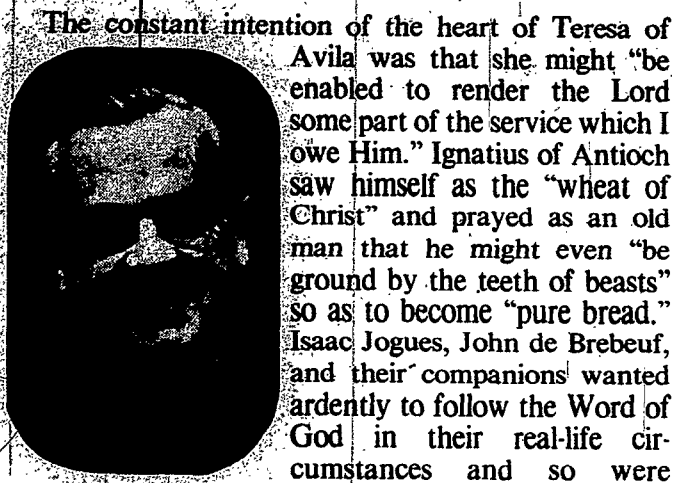 The constant intention of the heart of Teresa of
Avila was that she might "be
enabled to render the Lord
some part of the service which I
owe Him." Ignatius of Antioch
saw himself as the "wheat of
Christ" and prayed as an old
man that he might even "be
ground by the teeth of beasts"
so as to become "pure bread."
Isaac Jogues, John de Brebeuf,
and their companions wanted
ardently to follow the Word of
God in their real-life cir-
cumstances and so were